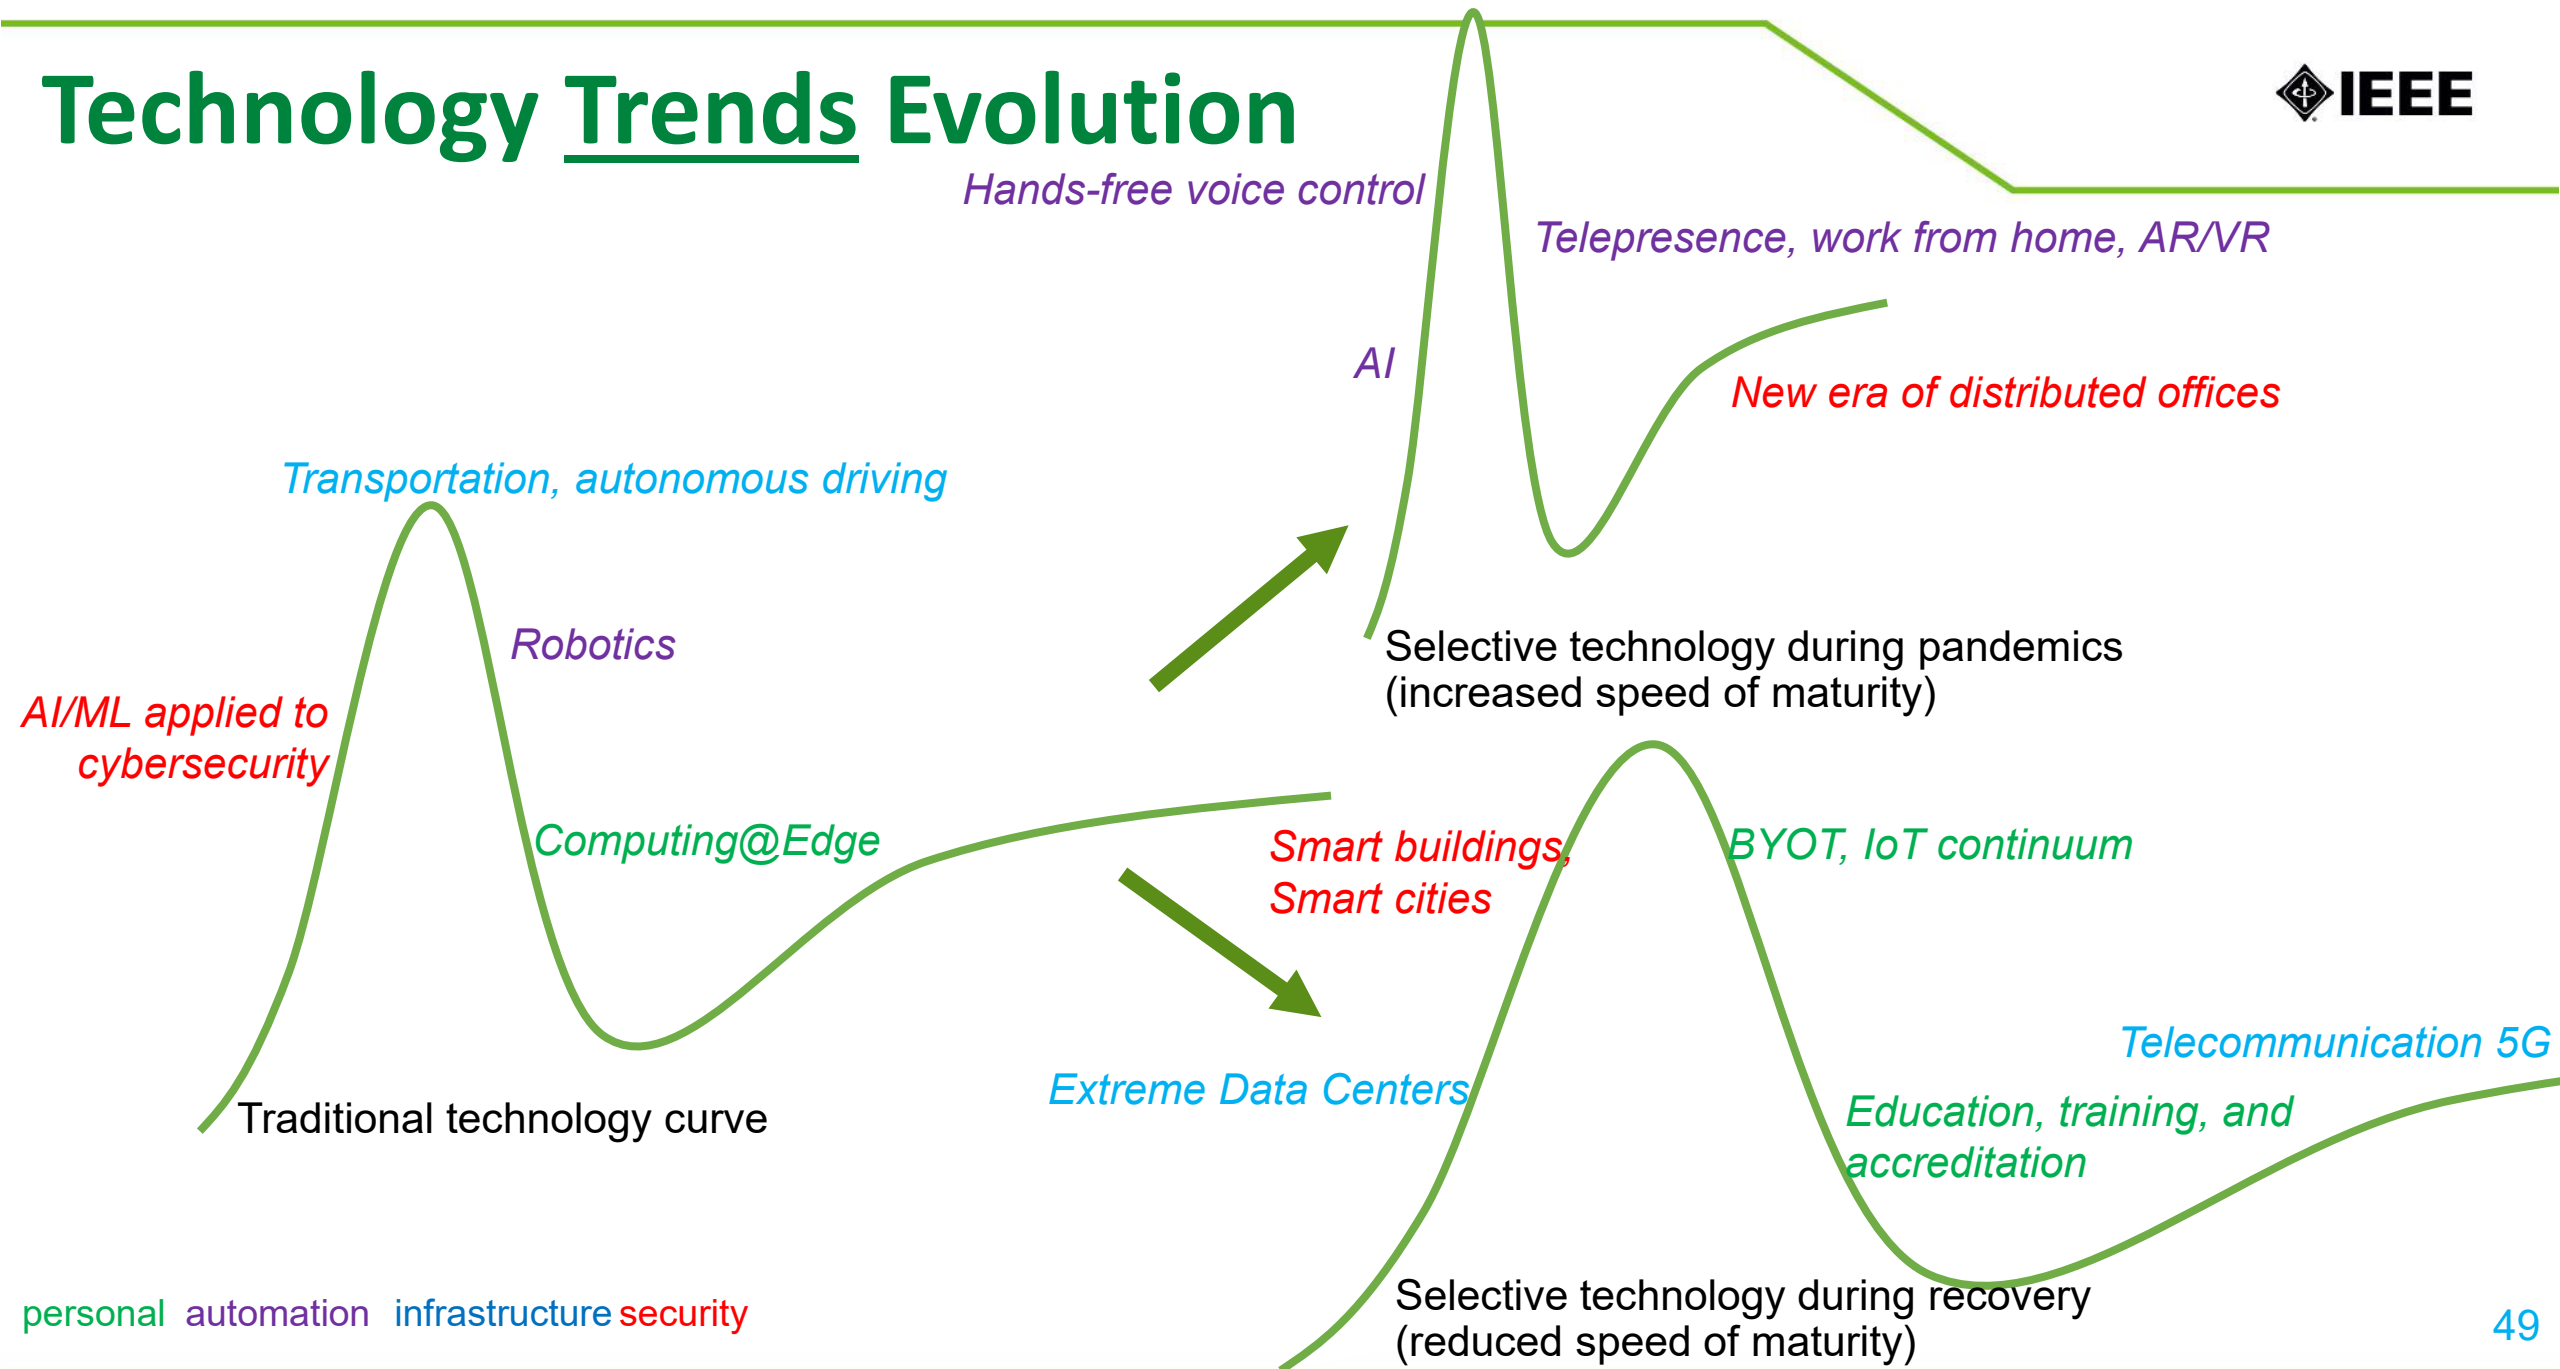 Technology Trends Evolution
IEEE
Hands-free voice control
Telepresence, work from home, AR/VR
AI
New era of distributed offices
Transportation, autonomous driving
Robotics
Selective technology during pandemics
(increased speed of maturity)
AI/ML applied to
cybersecurity
Computing@Edge
Smart buildings,
Smart cities
BYOT, IoT continuum
Telecommunication 5G
Extreme Data Centers
Education, training, and
accreditation
Traditional technology curve
Selective technology during recovery
(reduced speed of maturity)
personal automation infrastructure security
49